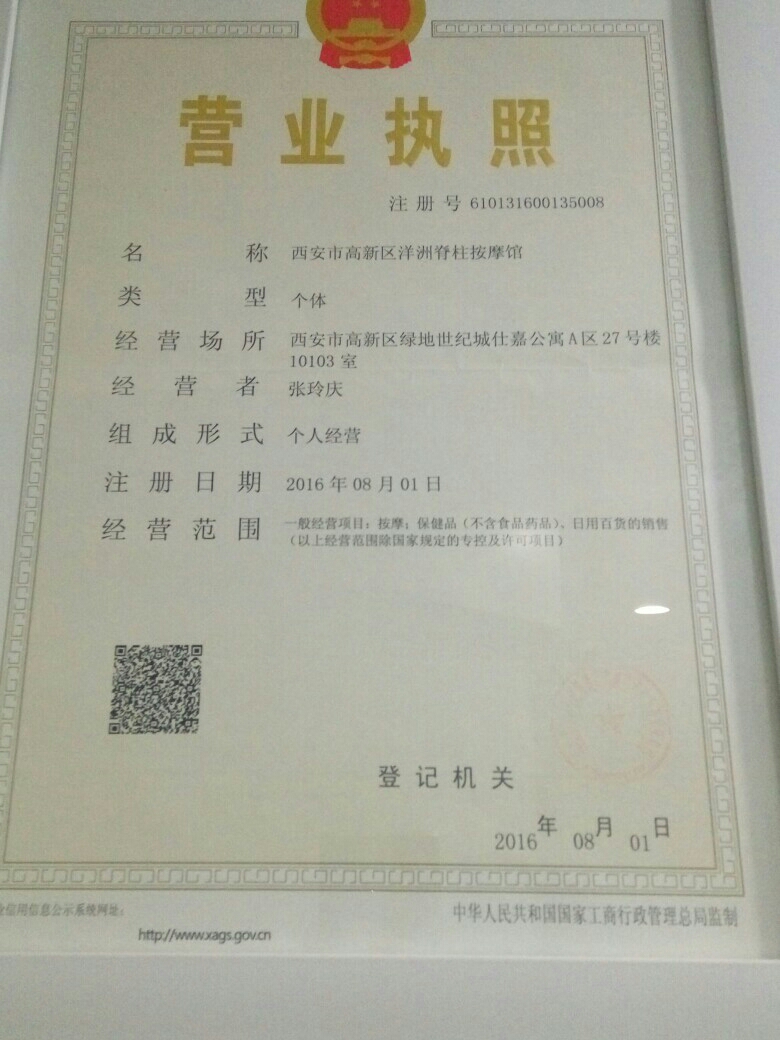 营业执照
注册号 610131600135008
名称 西安市高新区洋洲脊柱按摩馆
类型 个体
经营场所 西安市高新区绿地世纪城仕嘉公寓A区27号楼
10103室
经营者 张玲庆
组成形式 个人经营
注册日期 2016年08月01日
经营范围 一般经营项目：按摩；保健品（不含食品药品）、日用百货的销售
（以上经营范围除国家规定的专控及许可项目）
登记机关
2016年08月01日
信用信息公示系统网址：
http://www.xags.gov.cn
中华人民共和国国家工商行政管理总局监制